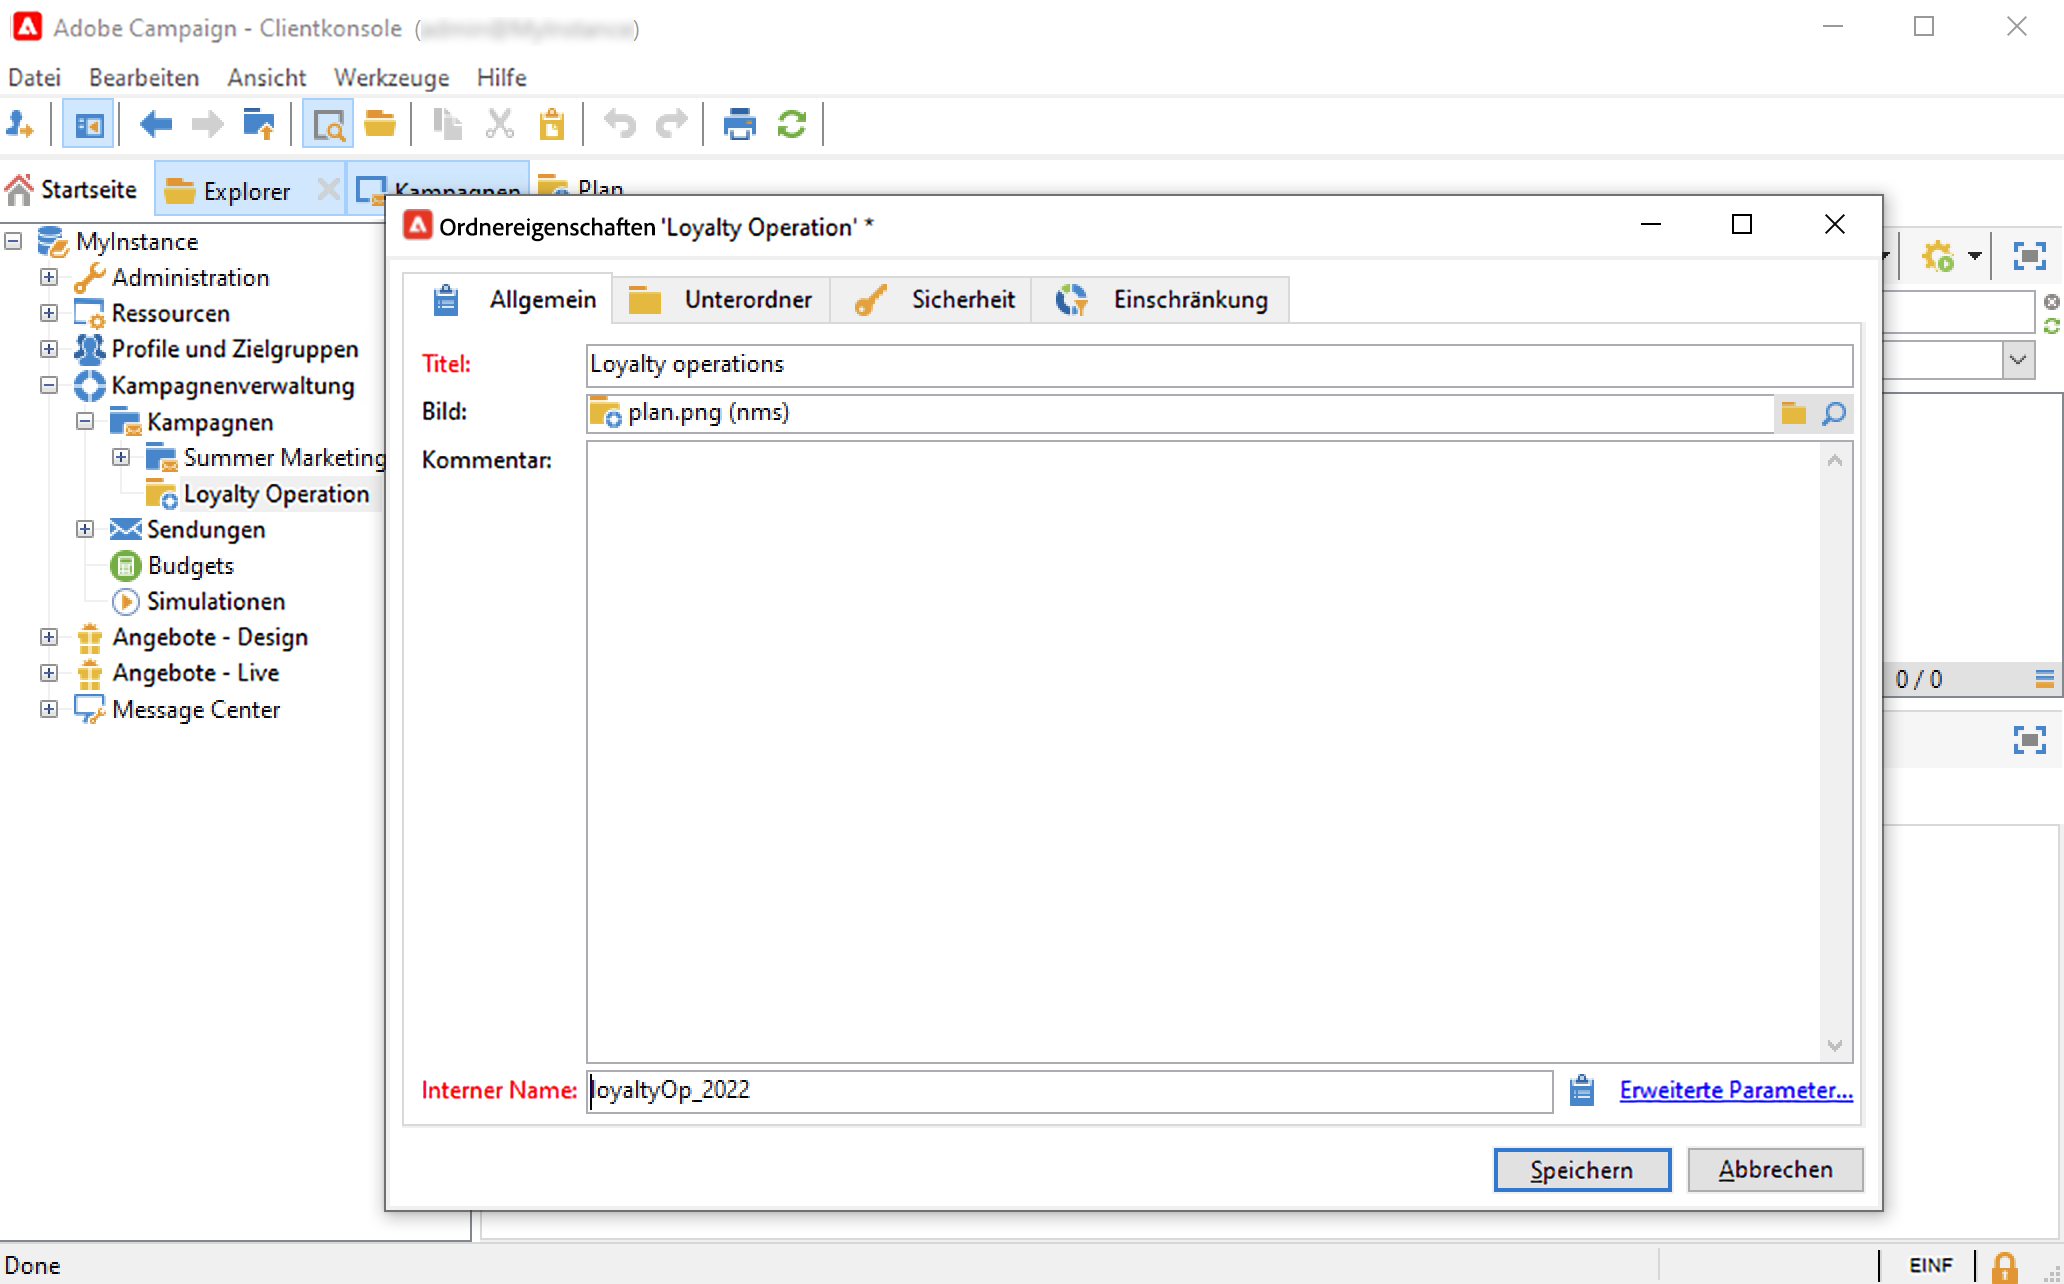 Adobe Campaign - Clientkonsole ( )
Datei Bearbeiten Ansicht Werkzeuge Hilfe
Startseite Explorer Kampagnen Plan
MyInstance
Administration
Ressourcen
Profile und Zielgruppen
Kampagnenverwaltung
Kampagnen
Summer Marketing
Loyalty Operation
Sendungen
Budgets
Simulationen
Angebote - Design
Angebote - Live
Message Center
Ordnereigenschaften 'Loyalty Operation' *
Allgemein Unterordner Sicherheit Einschränkung
Titel: Loyalty operations
Bild: plan.png (nms)
Kommentar:
Interner Name: loyaltyOp_2022 Erweiterte Parameter...
Speichern Abbrechen
0 / 0
Done EINF